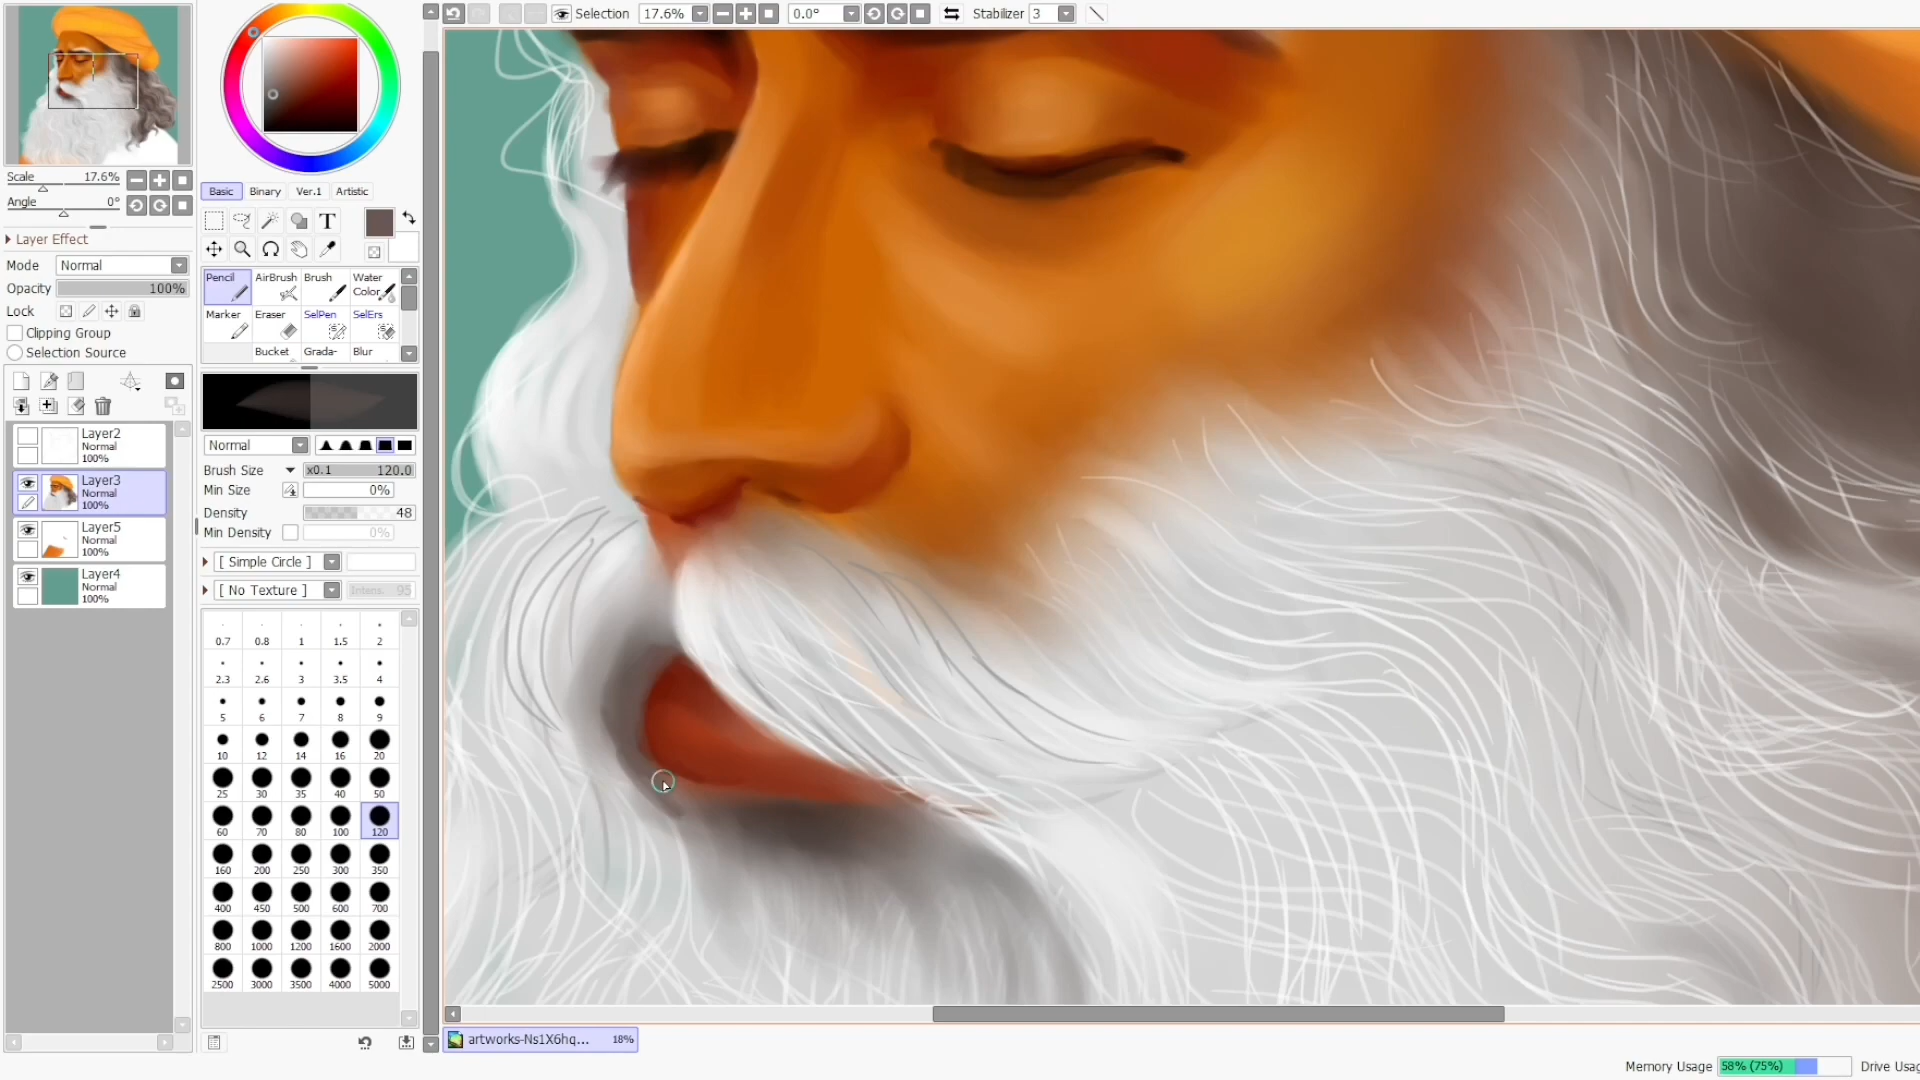 Selection 17.6% 0.0° Stabilizer 3
Scale 17.6%
Angle 0°
Layer Effect
Mode Normal
Opacity 100%
Lock
Clipping Group
Selection Source
Layer2
Normal
100%
Layer3
Normal
100%
Layer5
Normal
100%
Layer4
Normal
100%
Basic Binary Ver.1 Artistic
T
Pencil AirBrush Brush Water Color
Marker Eraser SelPen SelErs
Bucket Grada- Blur
Normal
Brush Size x0.1 120.0
Min Size 0%
Density 48
Min Density 0%
[ Simple Circle ]
[ No Texture ] Intens. 95
0.7 0.8 1 1.5 2
2.3 2.6 3 3.5 4
5 6 7 8 9
10 12 14 16 20
25 30 35 40 50
60 70 80 100 120
160 200 250 300 350
400 450 500 600 700
800 1000 1200 1600 2000
2500 3000 3500 4000 5000
artworks-Ns1X6hq... 18%
Memory Usage 58% (75%) Drive Usag